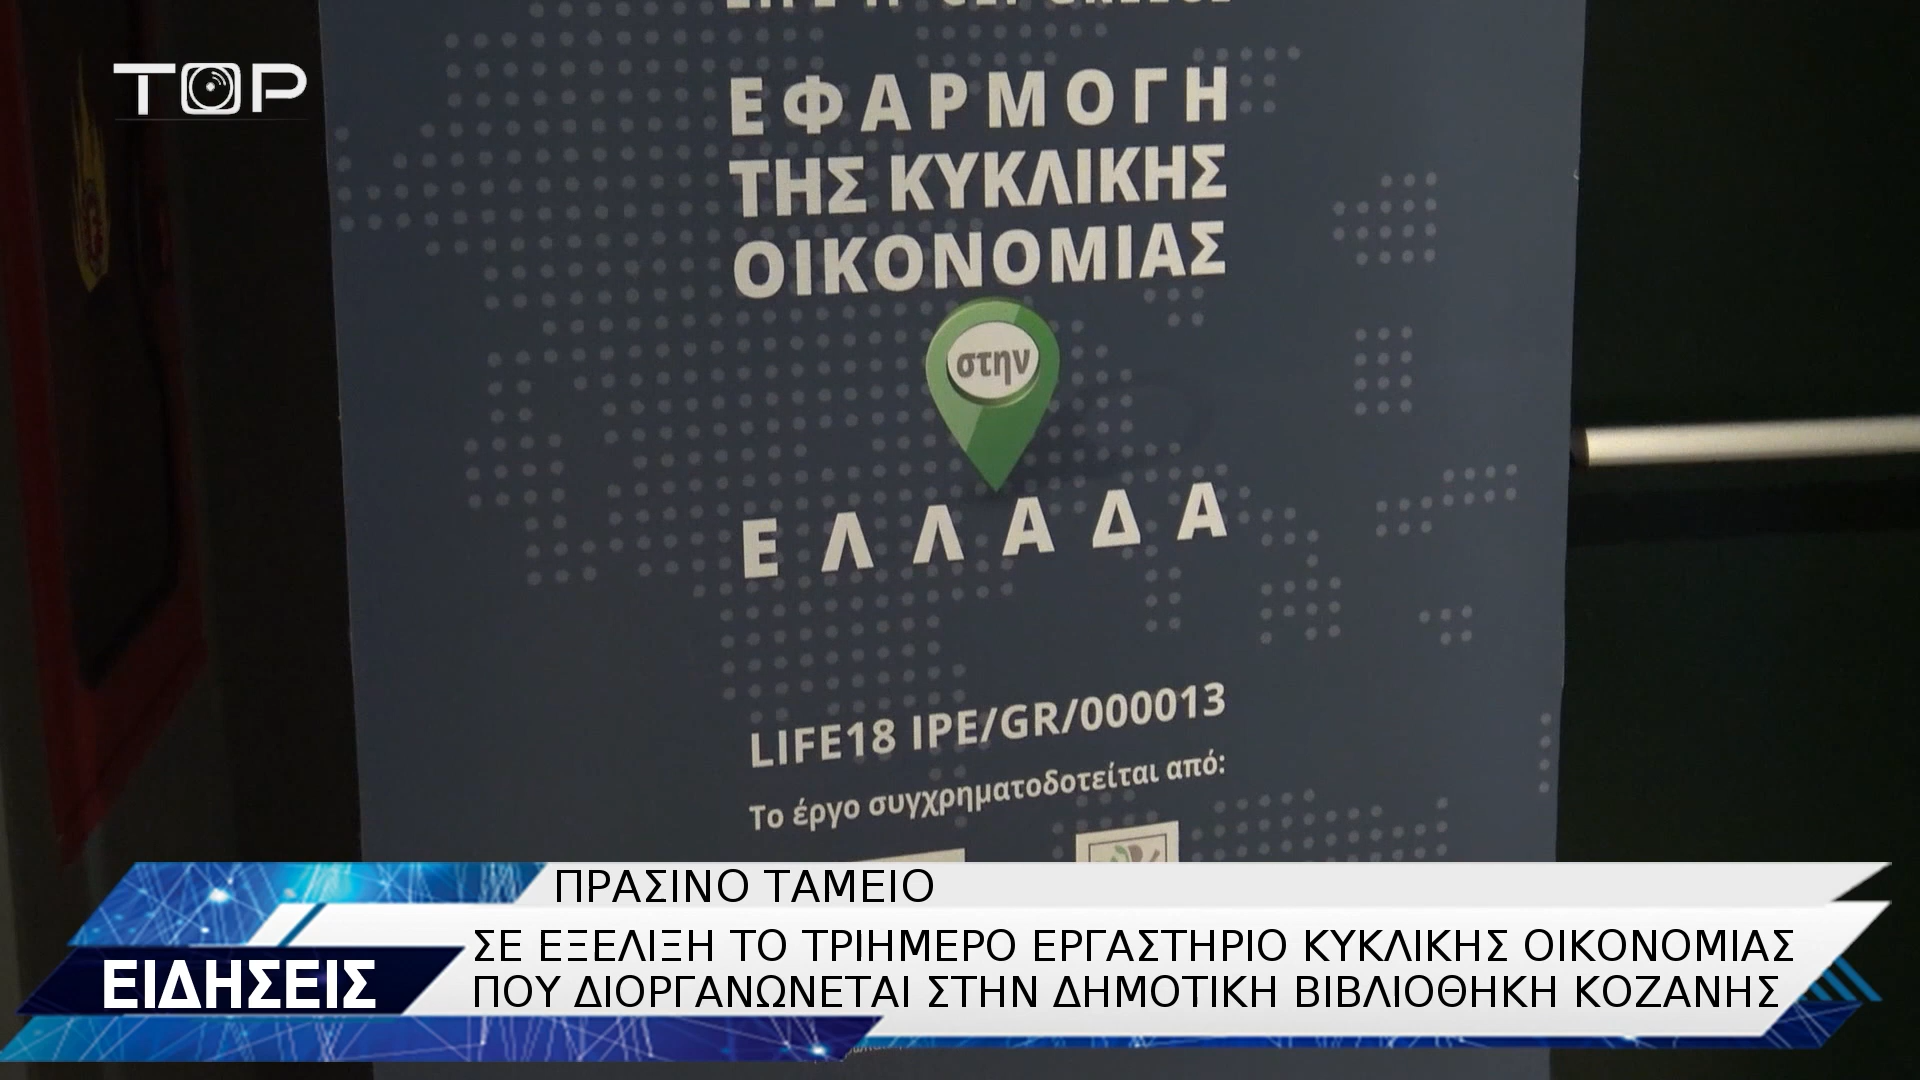 TOP
ΕΦΑΡΜΟΓΗ
ΤΗΣ ΚΥΚΛΙΚΗΣ
ΟΙΚΟΝΟΜΙΑΣ
στην
ΕΛΛΑΔΑ
LIFE18 IPE/GR/000013
Το έργο συγχρηματοδοτείται από:
ΠΡΑΣΙΝΟ ΤΑΜΕΙΟ
ΕΙΔΗΣΕΙΣ
ΣΕ ΕΞΕΛΙΞΗ ΤΟ ΤΡΙΗΜΕΡΟ ΕΡΓΑΣΤΗΡΙΟ ΚΥΚΛΙΚΗΣ ΟΙΚΟΝΟΜΙΑΣ
ΠΟΥ ΔΙΟΡΓΑΝΩΝΕΤΑΙ ΣΤΗΝ ΔΗΜΟΤΙΚΗ ΒΙΒΛΙΟΘΗΚΗ ΚΟΖΑΝΗΣ